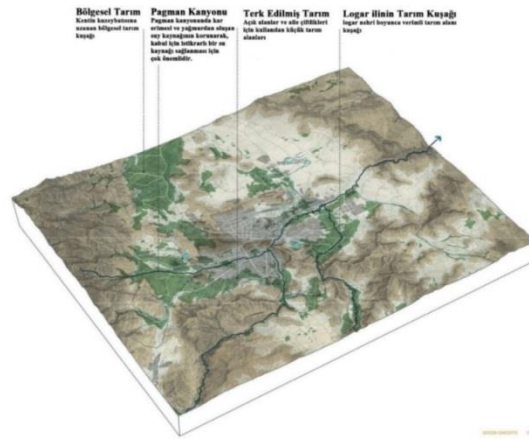 Bölgesel Tarım
Kentin kuzeybatısına
uzanan bölgesel tarım
kuşağı
Pagman Kanyonu
Pagman kanyonunda kar
erimesi ve yağmurdan oluşan
suy kaynağının korunarak,
kabul için istikrarlı bir su
kaynağı sağlanması için
çok önemlidir.
Terk Edilmiş Tarım
Açık alanlar ve aile çiftlikleri
için kullanılan küçük tarım
alanları
Logar ilinin Tarım Kuşağı
logar nehri boyunca verimli tarım alanı
kuşağı